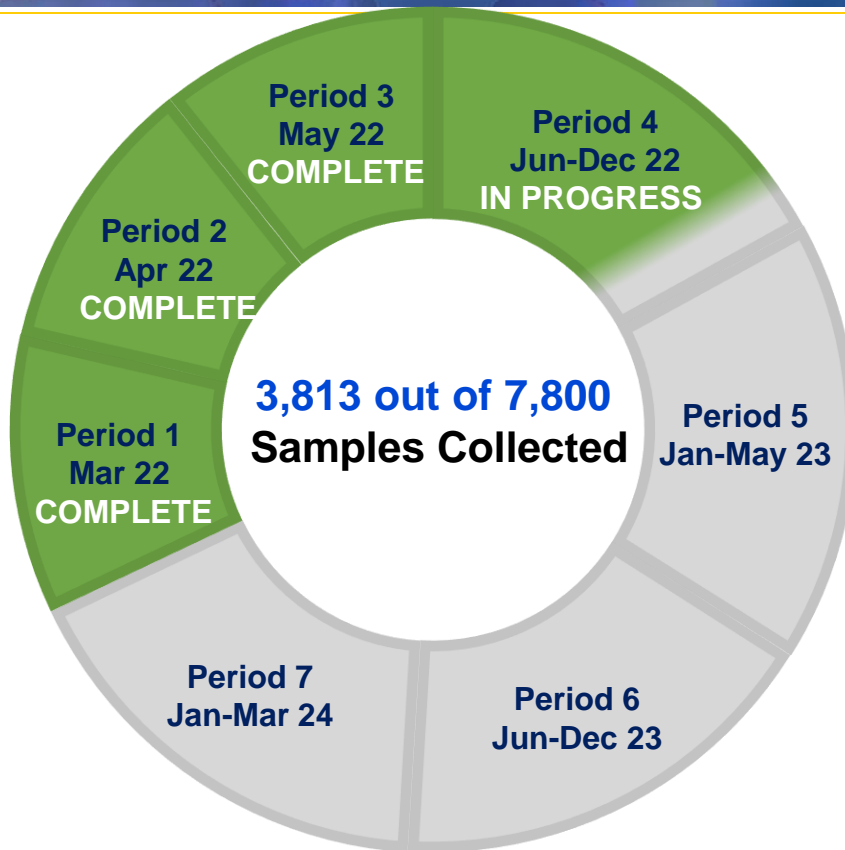 Period 3
May 22
COMPLETE
Period 4
Jun-Dec 22
IN PROGRESS
Period 2
Apr 22
COMPLETE
3,813 out of 7,800
Samples Collected
Period 5
Jan-May 23
Period 1
Mar 22
COMPLETE
Period 7
Jan-Mar 24
Period 6
Jun-Dec 23